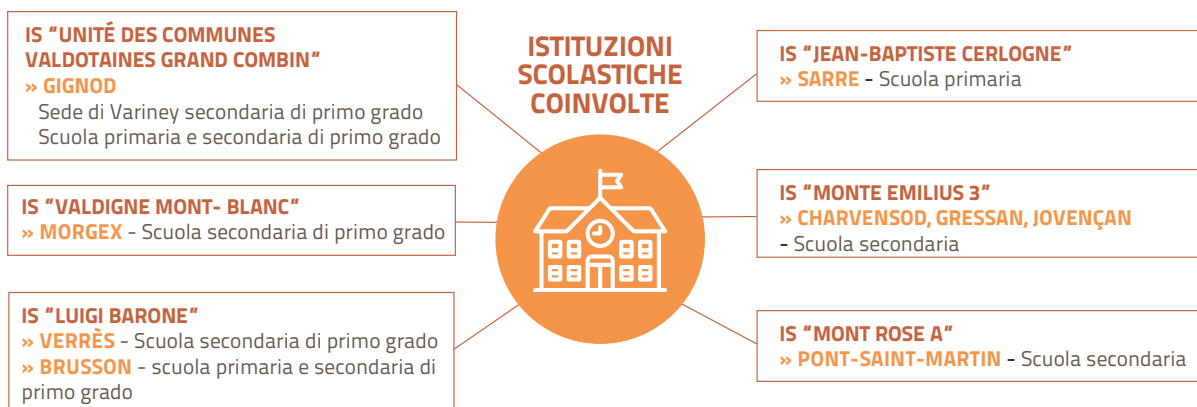 IS "UNITÉ DES COMMUNES
VALDOTAINES GRAND COMBIN"
» GIGNOD
Sede di Variney secondaria di primo grado
Scuola primaria e secondaria di primo grado
IS "VALDIGNE MONT- BLANC"
» MORGEX - Scuola secondaria di primo grado
IS "LUIGI BARONE"
» VERRÈS - Scuola secondaria di primo grado
» BRUSSON - scuola primaria e secondaria di
primo grado
ISTITUZIONI
SCOLASTICHE
COINVOLTE
IS "JEAN-BAPTISTE CERLOGNE"
» SARRE - Scuola primaria
IS "MONTE EMILIUS 3"
» CHARVENSOD, GRESSAN, JOVENÇAN
- Scuola secondaria
IS "MONT ROSE A"
» PONT-SAINT-MARTIN - Scuola secondaria